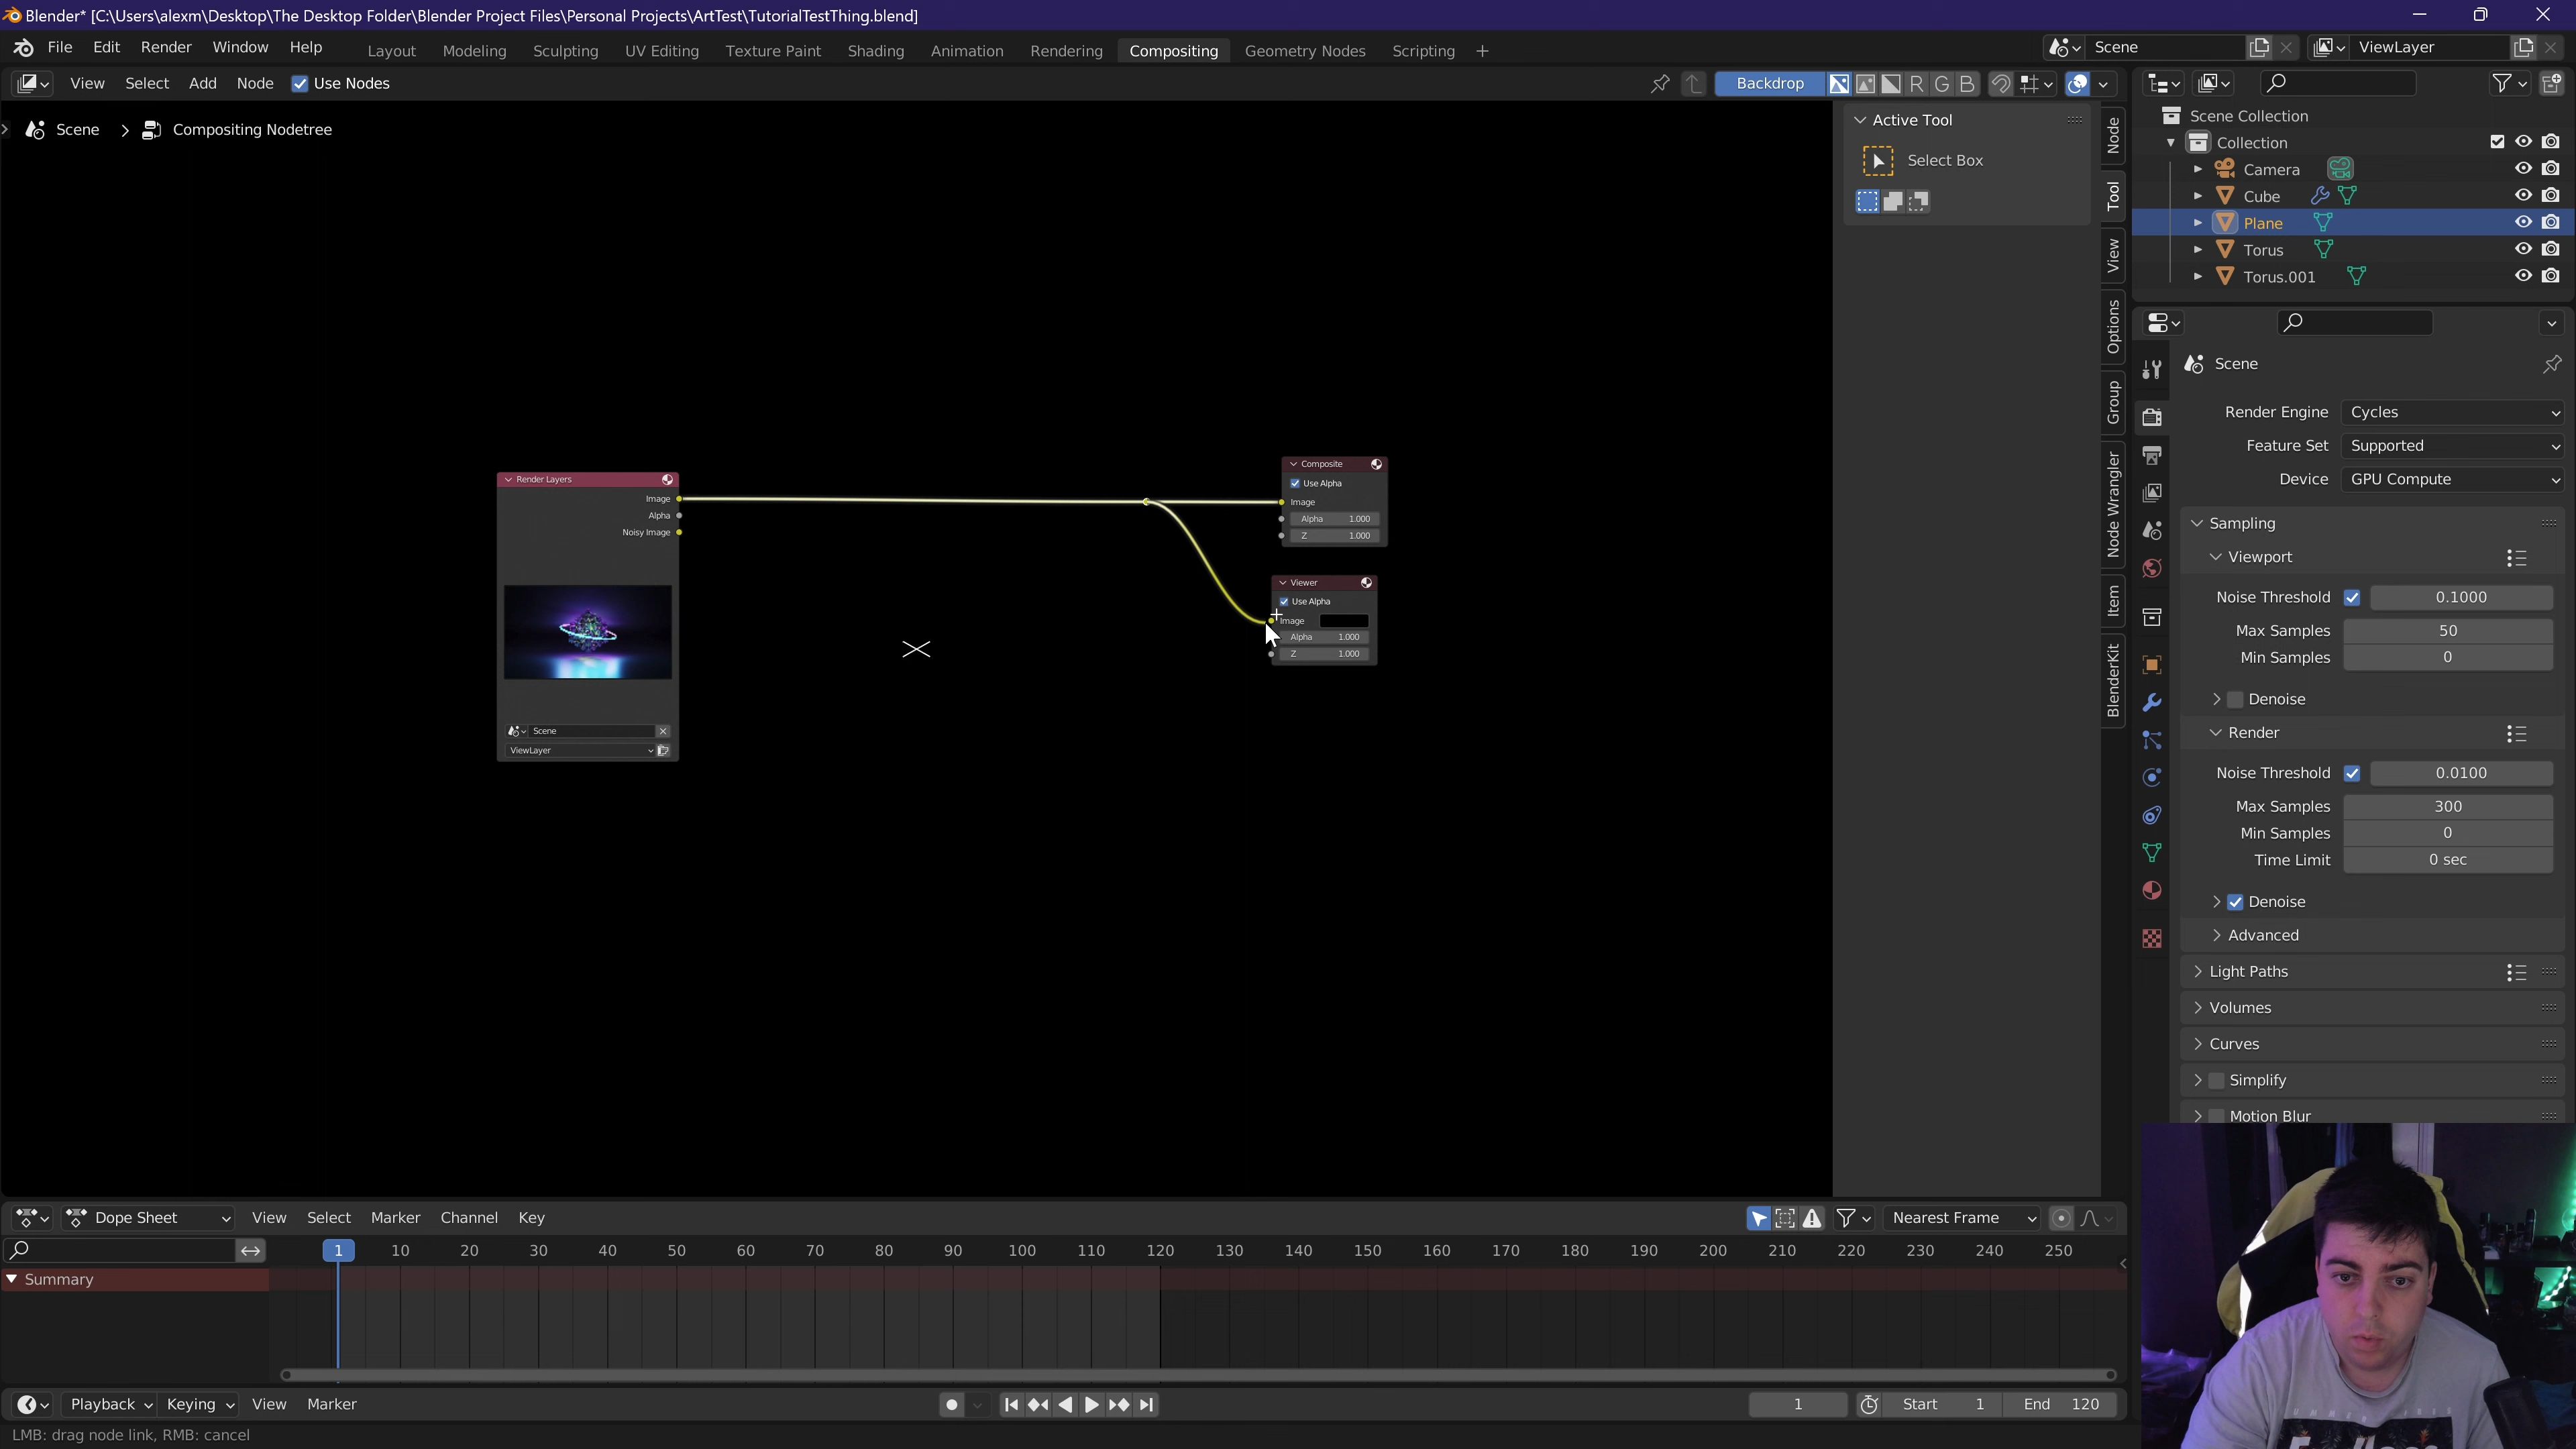 Blender* [C:\Users\alexm\Desktop\The Desktop Folder\Blender Project Files\Personal Projects\ArtTest\TutorialTestThing.blend]
File Edit Render Window Help Layout Modeling Sculpting UV Editing Texture Paint Shading Animation Rendering Compositing Geometry Nodes Scripting + Scene ViewLayer
View Select Add Node Use Nodes Backdrop R G B
Scene > Compositing Nodetree
Active Tool
Select Box
Node
Tool
View
Options
Group
Node Wrangler
Item
BlenderKit
Render Layers
Image
Alpha
Noisy Image
Scene
ViewLayer
Composite
Use Alpha
Image
Alpha 1.000
Z 1.000
Viewer
Use Alpha
Image
Alpha 1.000
Z 1.000
Scene Collection
Collection
Camera
Cube
Plane
Torus
Torus.001
Scene
Render Engine Cycles
Feature Set Supported
Device GPU Compute
Sampling
Viewport
Noise Threshold 0.1000
Max Samples 50
Min Samples 0
Denoise
Render
Noise Threshold 0.0100
Max Samples 300
Min Samples 0
Time Limit 0 sec
Denoise
Advanced
Light Paths
Volumes
Curves
Simplify
Motion Blur
Dope Sheet View Select Marker Channel Key Nearest Frame
1 10 20 30 40 50 60 70 80 90 100 110 120 130 140 150 160 170 180 190 200 210 220 230 240 250
Summary
Playback Keying View Marker 1 Start 1 End 120
LMB: drag node link, RMB: cancel